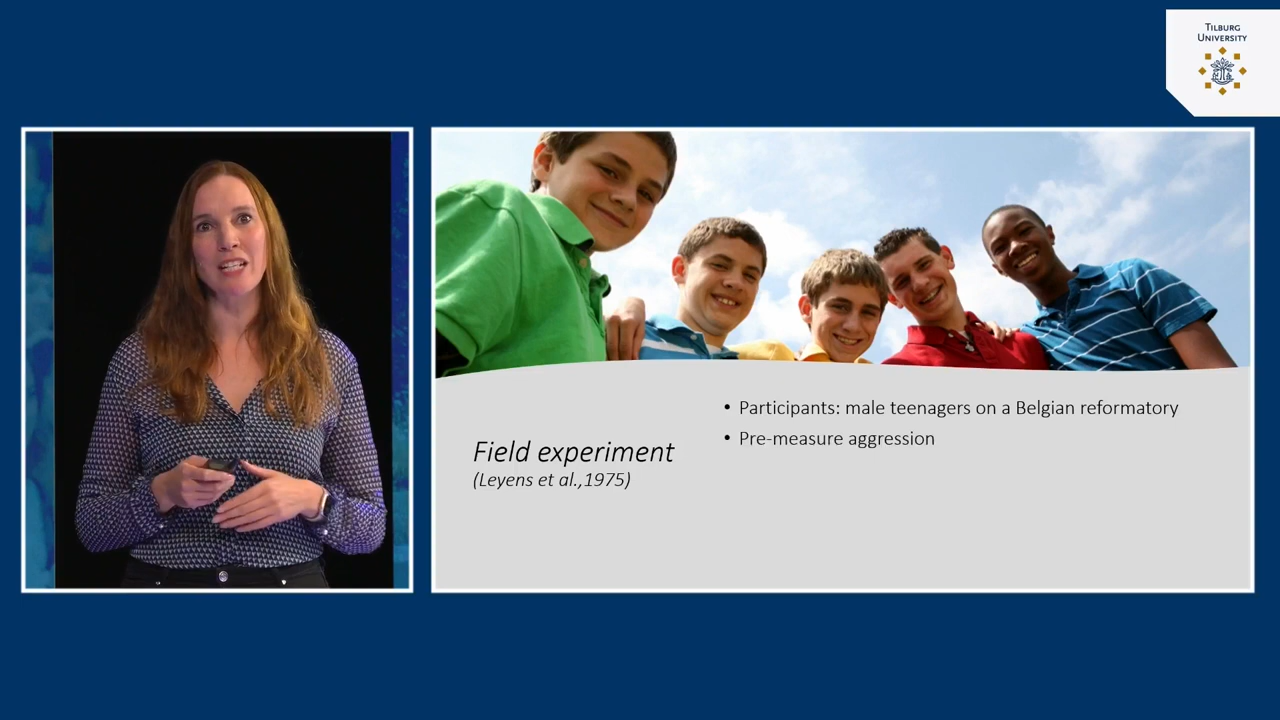 TILBURG
UNIVERSITY
Field experiment
(Leyens et al.,1975)
• Participants: male teenagers on a Belgian reformatory
• Pre-measure aggression